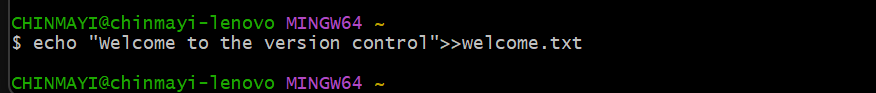 CHINMAYI@chinmayi-lenovo MINGW64 ~
$ echo "Welcome to the version control">>welcome.txt
CHINMAYI@chinmayi-lenovo MINGW64 ~